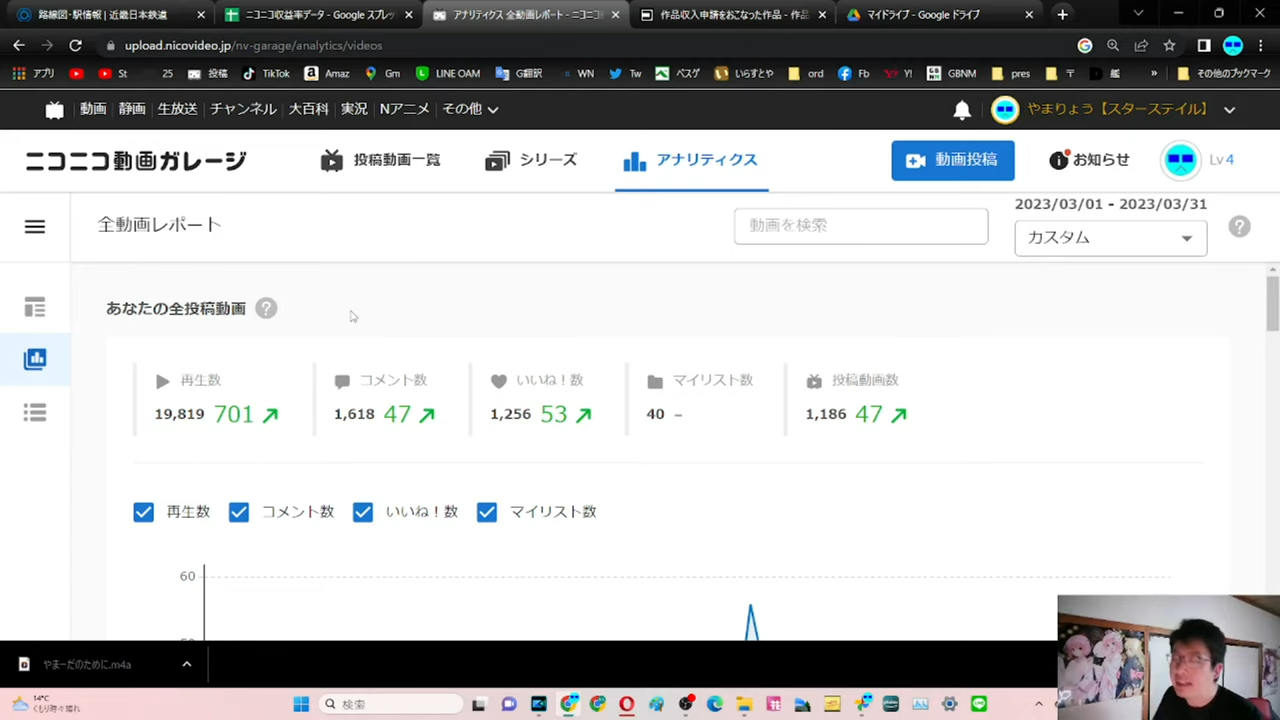 路線図・駅情報 | 近畿日本鉄道
ニコニコ収益率データ - Google スプレッ
アナリティクス 全動画レポート - ニコニコ
作品収入申請をおこなった作品 - 作品
マイドライブ - Google ドライブ
upload.nicovideo.jp/nv-garage/analytics/videos
アプリ
St
25
投稿
TikTok
Amaz
Gm
LINE OAM
G翻訳
WN
Tw
ベスゲ
いらすとや
ord
Fb
Y!
GBNM
pres
〒
艦
»
その他のブックマーク
動画
静画
生放送
チャンネル
大百科
実況
Nアニメ
その他
やまりょう【スターステイル】
ニコニコ動画ガレージ
投稿動画一覧
シリーズ
アナリティクス
動画投稿
お知らせ
Lv 4
全動画レポート
動画を検索
2023/03/01 - 2023/03/31
カスタム
?
あなたの全投稿動画 ?
再生数
コメント数
いいね！数
マイリスト数
投稿動画数
19,819 701
1,618 47
1,256 53
40 –
1,186 47
再生数
コメント数
いいね！数
マイリスト数
60
やまーだのために.m4a
14°C
くもり時々晴れ
検索